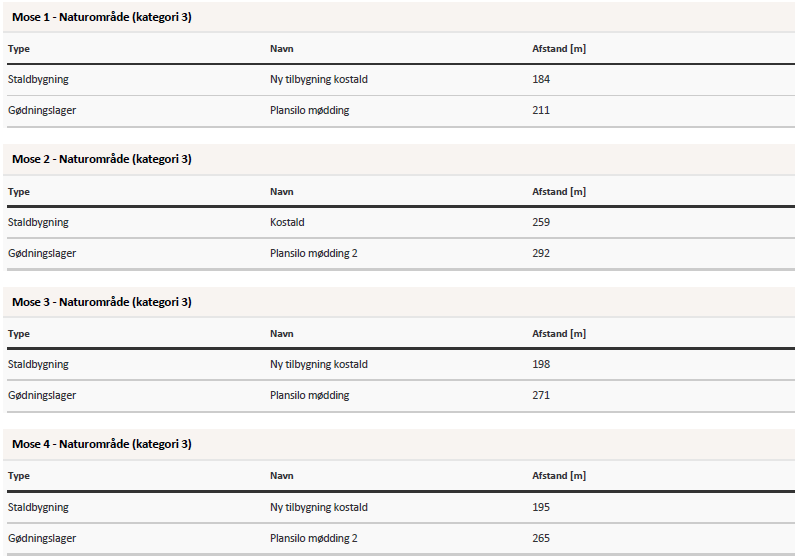 Mose 1 - Naturområde (kategori 3)
Type Navn Afstand [m]
Staldbygning Ny tilbygning kostald 184
Gødningslager Plansilo mødding 211
Mose 2 - Naturområde (kategori 3)
Type Navn Afstand [m]
Staldbygning Kostald 259
Gødningslager Plansilo mødding 2 292
Mose 3 - Naturområde (kategori 3)
Type Navn Afstand [m]
Staldbygning Ny tilbygning kostald 198
Gødningslager Plansilo mødding 271
Mose 4 - Naturområde (kategori 3)
Type Navn Afstand [m]
Staldbygning Ny tilbygning kostald 195
Gødningslager Plansilo mødding 2 265